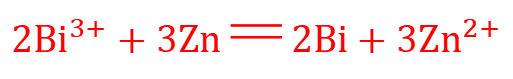 2Bi³⁺ + 3Zn ═ 2Bi + 3Zn²⁺